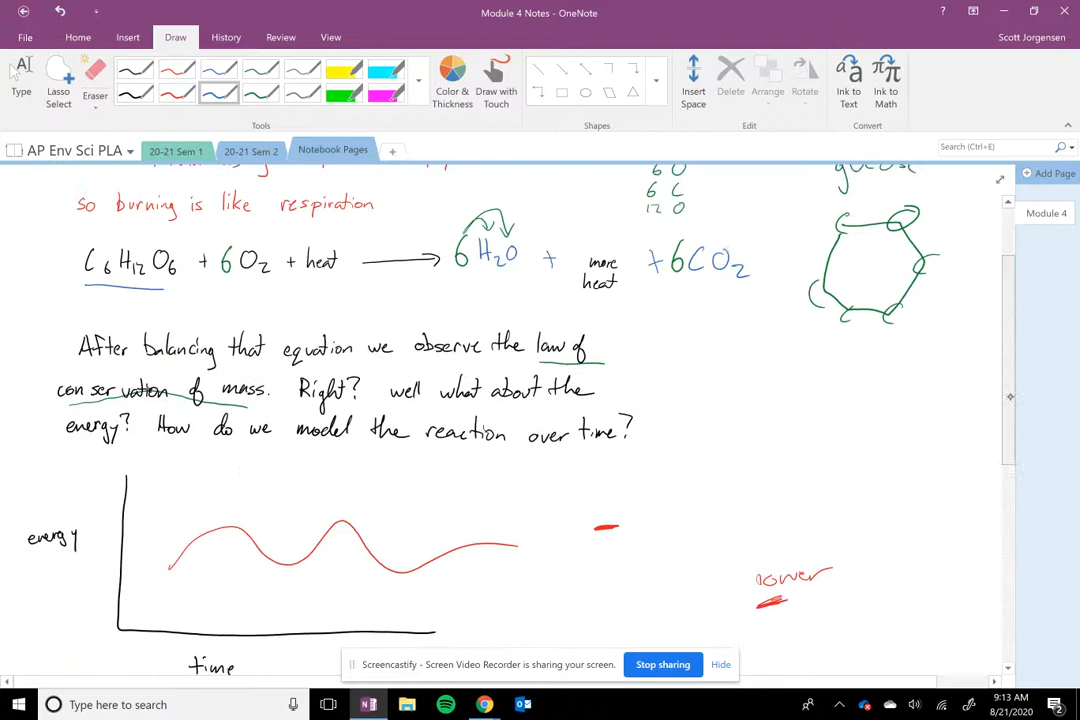 Module 4 Notes - OneNote
Scott Jorgensen
File Home Insert Draw History Review View
Type
Lasso Select
Eraser
Color & Thickness
Draw with Touch
Insert Space
Delete
Arrange
Rotate
Ink to Text
Ink to Math
Tools Shapes Edit Convert
AP Env Sci PLA
20-21 Sem 1
20-21 Sem 2
Notebook Pages
Search (Ctrl+E)
Add Page
Module 4
6 O
6 C
12 O
glucose
so burning is like respiration
C6H12O6 + 6O2 + heat → 6H2O + more heat + 6CO2
C C C C C C
After balancing that equation we observe the law of
conservation of mass. Right? well what about the
energy? How do we model the reaction over time?
energy
time
Screencastify - Screen Video Recorder is sharing your screen.
Stop sharing
Hide
Type here to search
9:13 AM
8/21/2020
2